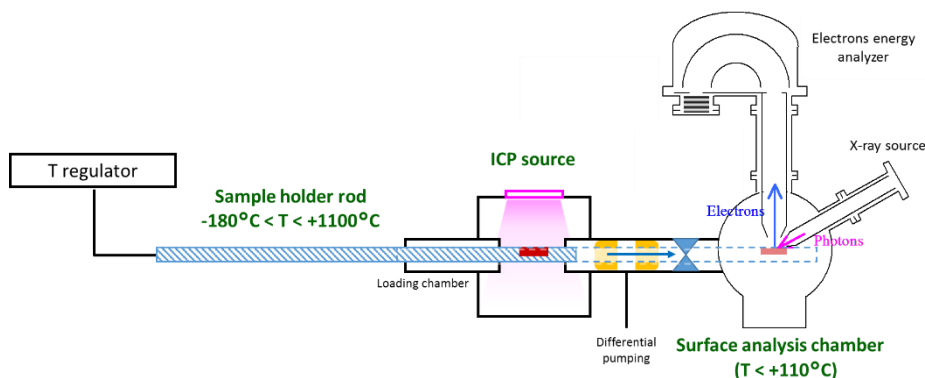 Electrons energy
analyzer
X-ray source
T regulator
ICP source
Sample holder rod
-180°C < T < +1100°C
Electrons
Photons
Loading chamber
Differential
pumping
Surface analysis chamber
(T < +110°C)